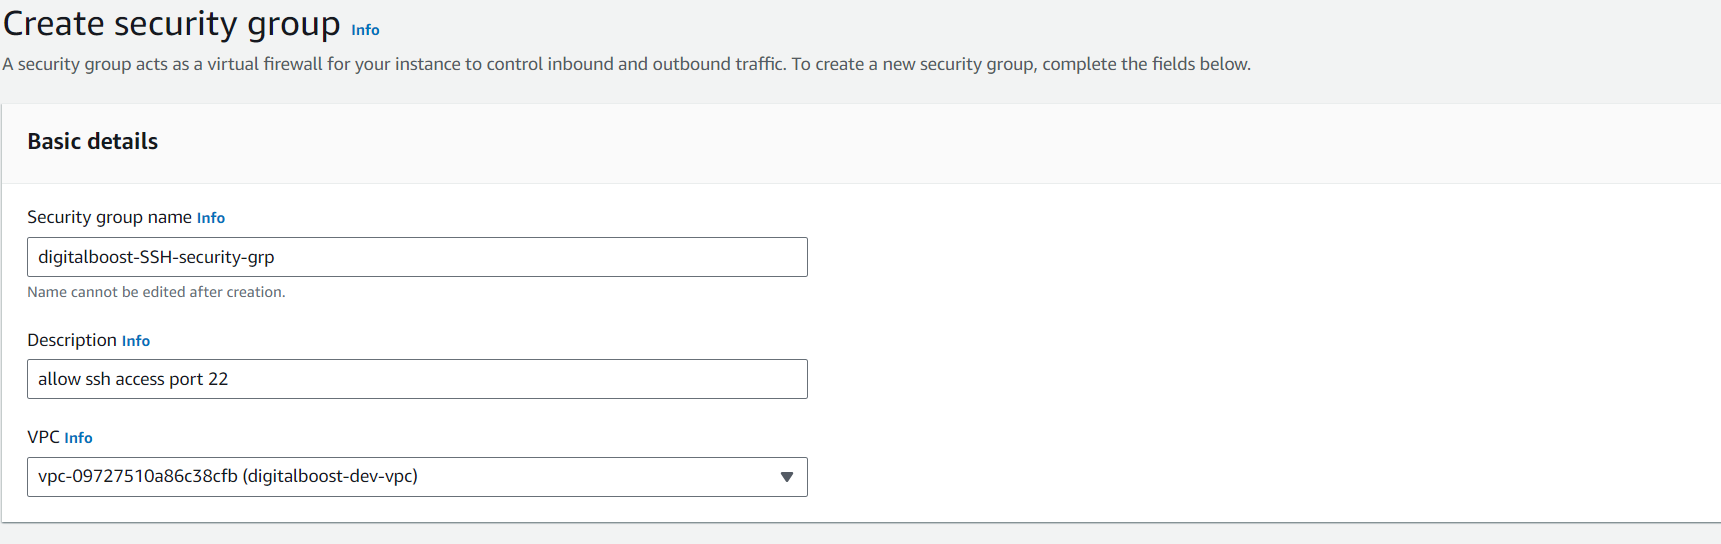 Create security group Info
A security group acts as a virtual firewall for your instance to control inbound and outbound traffic. To create a new security group, complete the fields below.
Basic details
Security group name Info
digitalboost-SSH-security-grp
Name cannot be edited after creation.
Description Info
allow ssh access port 22
VPC Info
vpc-09727510a86c38cfb (digitalboost-dev-vpc)